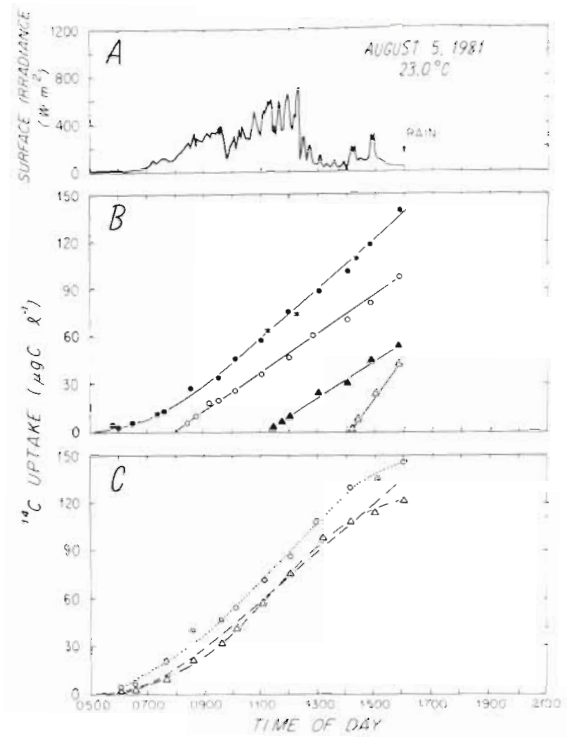 A
AUGUST 5, 1981
23.0°C
RAIN
SURFACE IRRADIANCE
(W·m²)
1200
800
400
0
B
150
120
90
60
30
0
¹⁴C UPTAKE (µgC ℓ⁻¹)
C
150
120
90
60
30
0
0500 0700 0900 1100 1300 1500 1700 1900 2100
TIME OF DAY